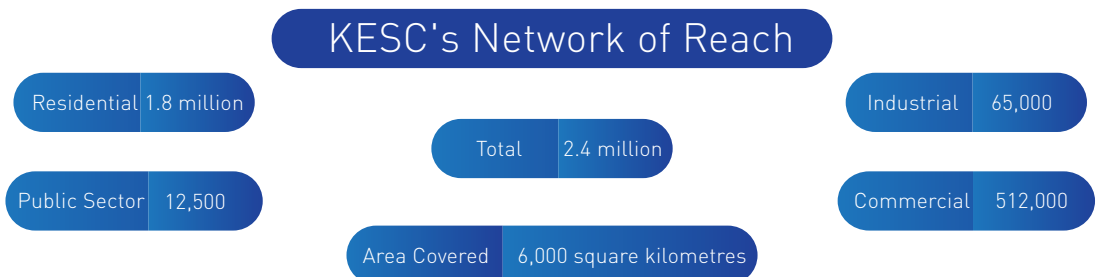 KESC's Network of Reach
Residential 1.8 million
Industrial 65,000
Total 2.4 million
Public Sector 12,500
Commercial 512,000
Area Covered 6,000 square kilometres